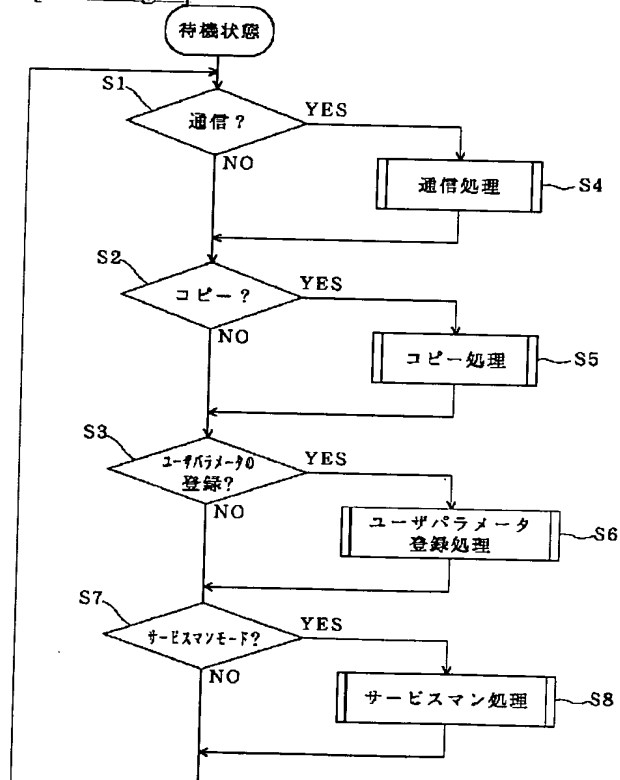 待機状態
S1
通信?
YES
NO
通信処理
S4
S2
コピー?
YES
NO
コピー処理
S5
S3
ユーザパラメータの
登録?
YES
NO
ユーザパラメータ
登録処理
S6
S7
サービスマンモード?
YES
NO
サービスマン処理
S8